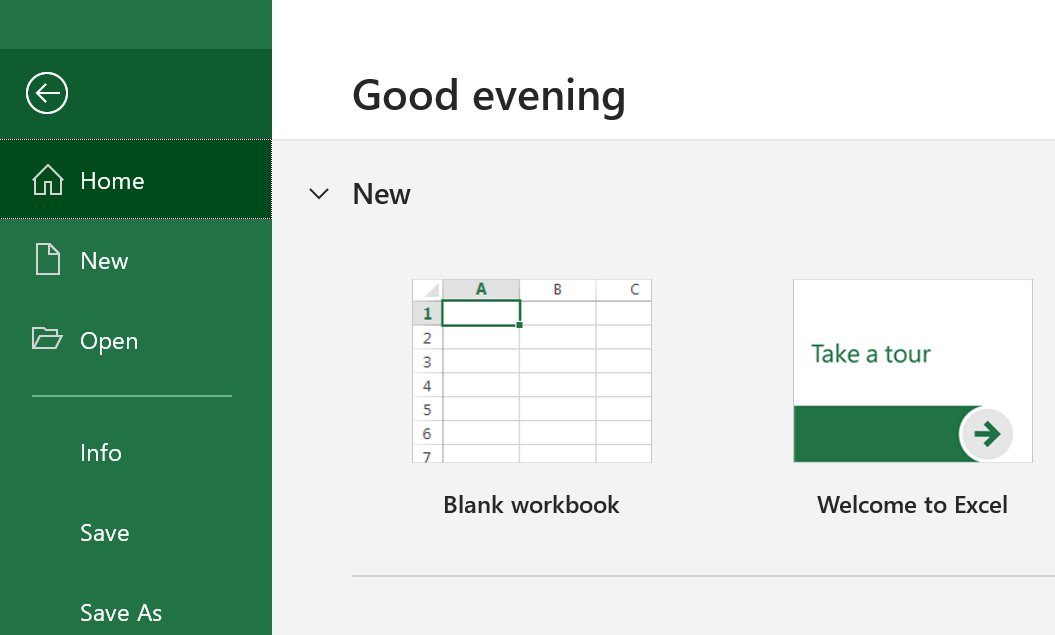 Good evening
Home
New
Open
Info
Save
Save As
New
A B C
1
2
3
4
5
6
7
Blank workbook
Take a tour
Welcome to Excel